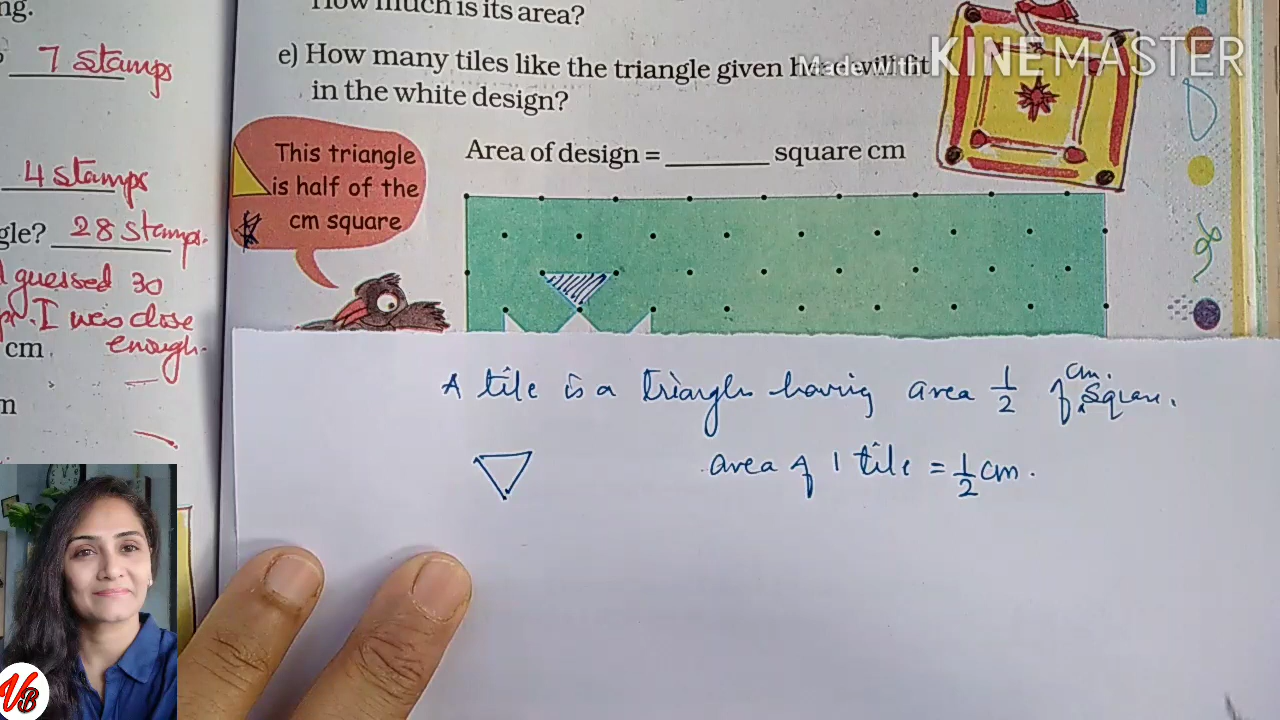 ng.
7 stamps
4 stamps
gle? 28 stamps.
guessed 30
I was close
cm enough.
m
How much is its area?
e) How many tiles like the triangle given here will fit
in the white design?
Made With KINEMASTER
This triangle
is half of the
cm square
Area of design = ______ square cm
A tile is a triangle having area 1/2 of cm. square.
area of 1 tile = 1/2 cm.
VB